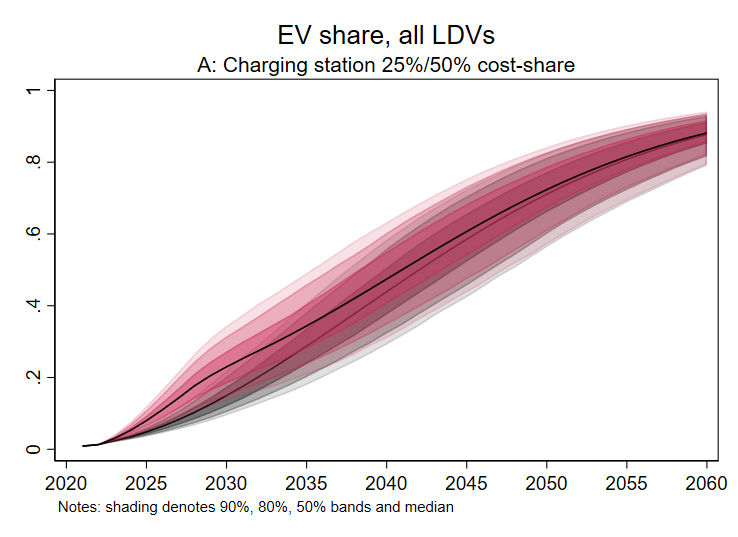 EV share, all LDVs
A: Charging station 25%/50% cost-share
1
.8
.6
.4
.2
0
2020 2025 2030 2035 2040 2045 2050 2055 2060
Notes: shading denotes 90%, 80%, 50% bands and median